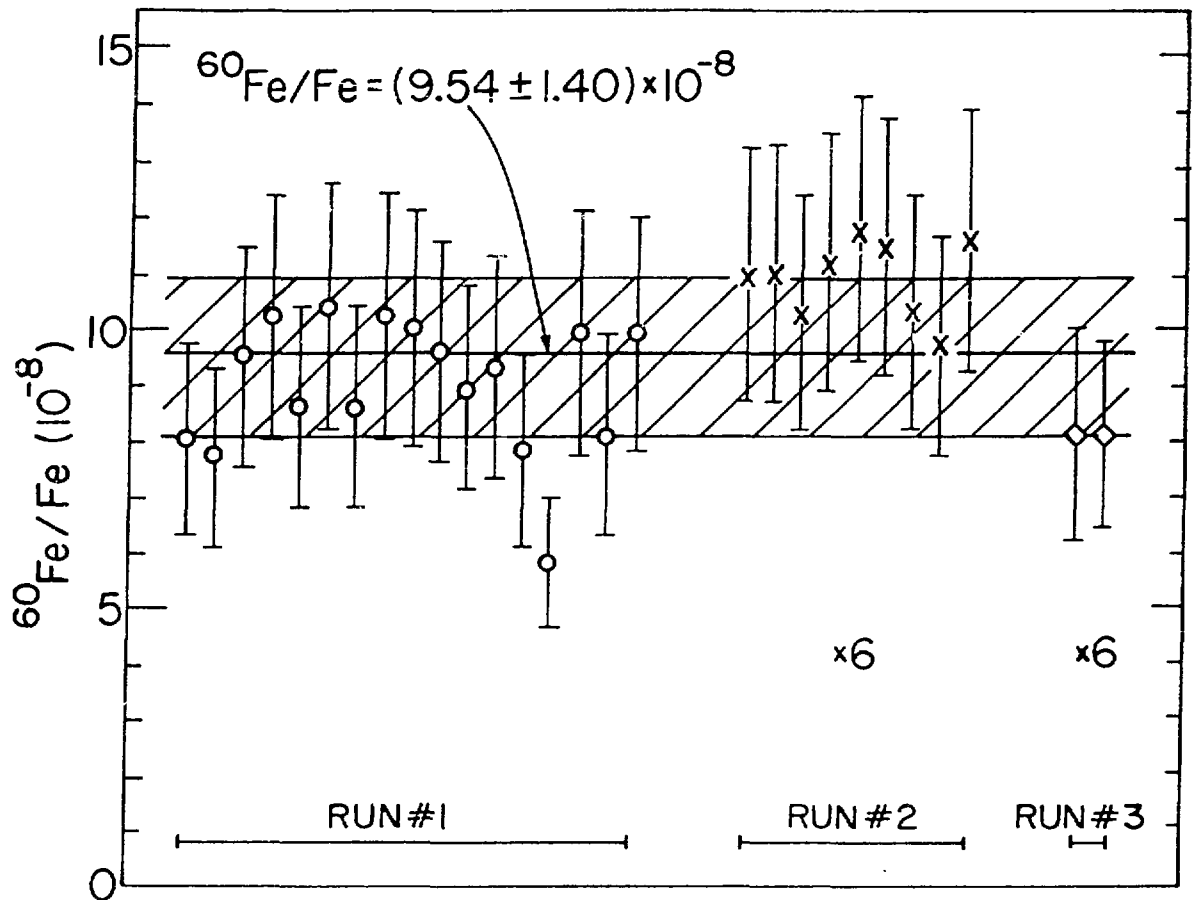 15
⁶⁰Fe/Fe = (9.54 ± 1.40) × 10⁻⁸
10
⁶⁰Fe/Fe (10⁻⁸)
5
×6
×6
RUN #1
RUN #2
RUN #3
0